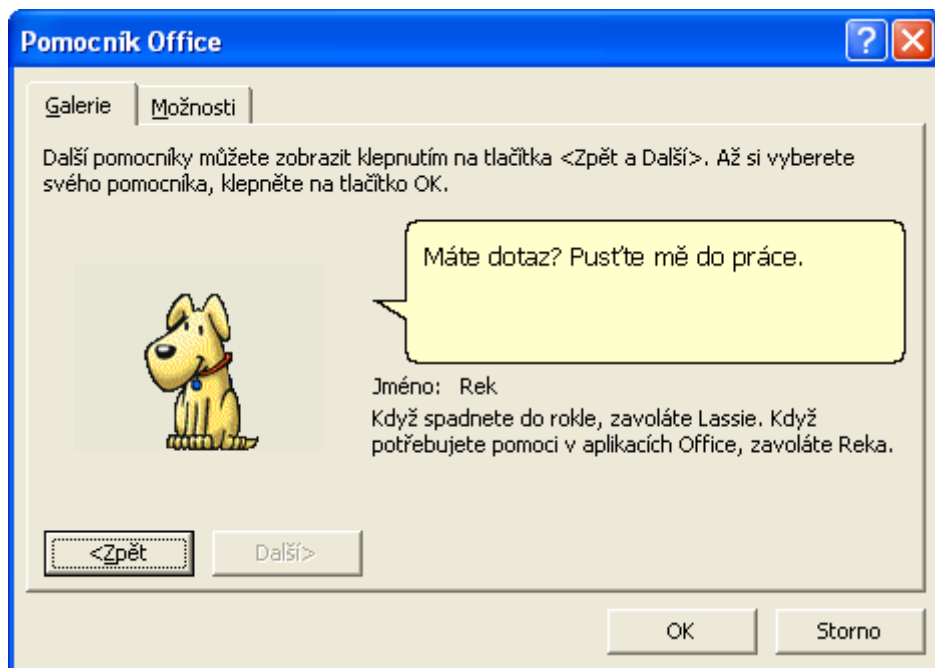 Pomocník Office
Galerie
Možnosti
Další pomocníky můžete zobrazit klepnutím na tlačítka <Zpět a Další>. Až si vyberete
svého pomocníka, klepněte na tlačítko OK.
Máte dotaz? Pusťte mě do práce.
Jméno: Rek
Když spadnete do rokle, zavoláte Lassie. Když
potřebujete pomoci v aplikacích Office, zavoláte Reka.
<Zpět
Další>
OK
Storno